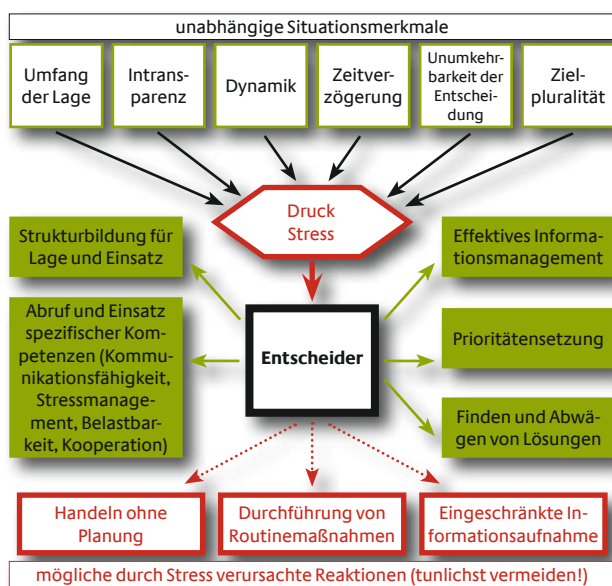 unabhängige Situationsmerkmale
Umfang
der Lage
Intrans-
parenz
Dynamik
Zeitver-
zögerung
Unumkehr-
barkeit der
Entschei-
dung
Ziel-
pluralität
Druck
Stress
Strukturbildung für
Lage und Einsatz
Effektives Informa-
tionsmanagement
Abruf und Einsatz
spezifischer Kom-
petenzen (Kommu-
nikationsfähigkeit,
Stressmanage-
ment, Belastbar-
keit, Kooperation)
Entscheider
Prioritätensetzung
Finden und Abwä-
gen von Lösungen
Handeln ohne
Planung
Durchführung von
Routinemaßnahmen
Eingeschränkte In-
formationsaufnahme
mögliche durch Stress verursachte Reaktionen (tunlichst vermeiden!)